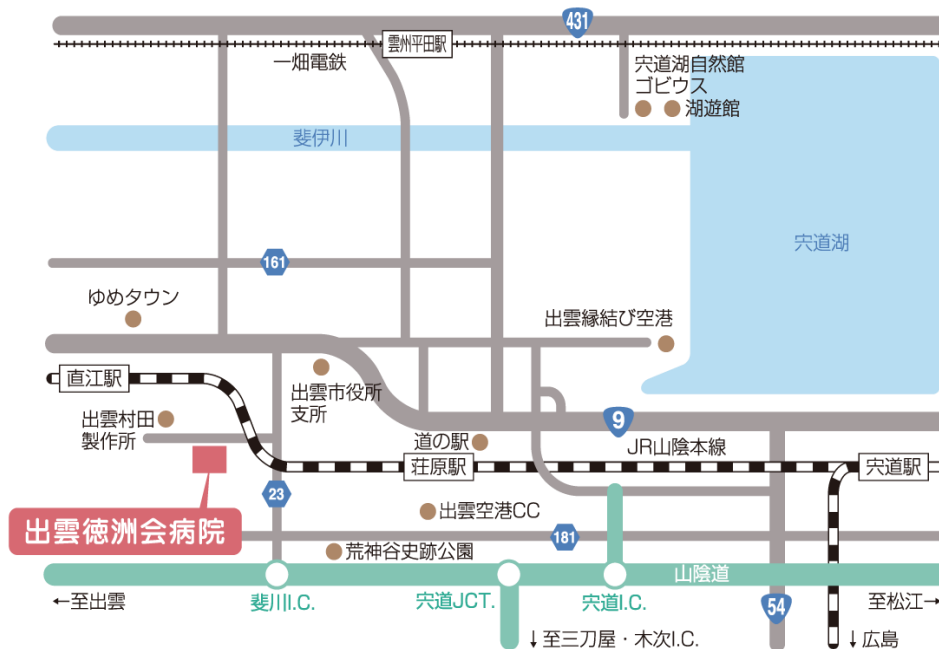 431
雲州平田駅
一畑電鉄
宍道湖自然館
ゴビウス
湖遊館
斐伊川
宍道湖
161
ゆめタウン
出雲縁結び空港
直江駅
出雲市役所
支所
出雲村田
製作所
9
道の駅
JR山陰本線
荘原駅
宍道駅
23
出雲空港CC
出雲徳洲会病院
181
荒神谷史跡公園
山陰道
←至出雲
斐川I.C.
宍道JCT.
宍道I.C.
54
至松江→
↓至三刀屋・木次I.C.
↓広島